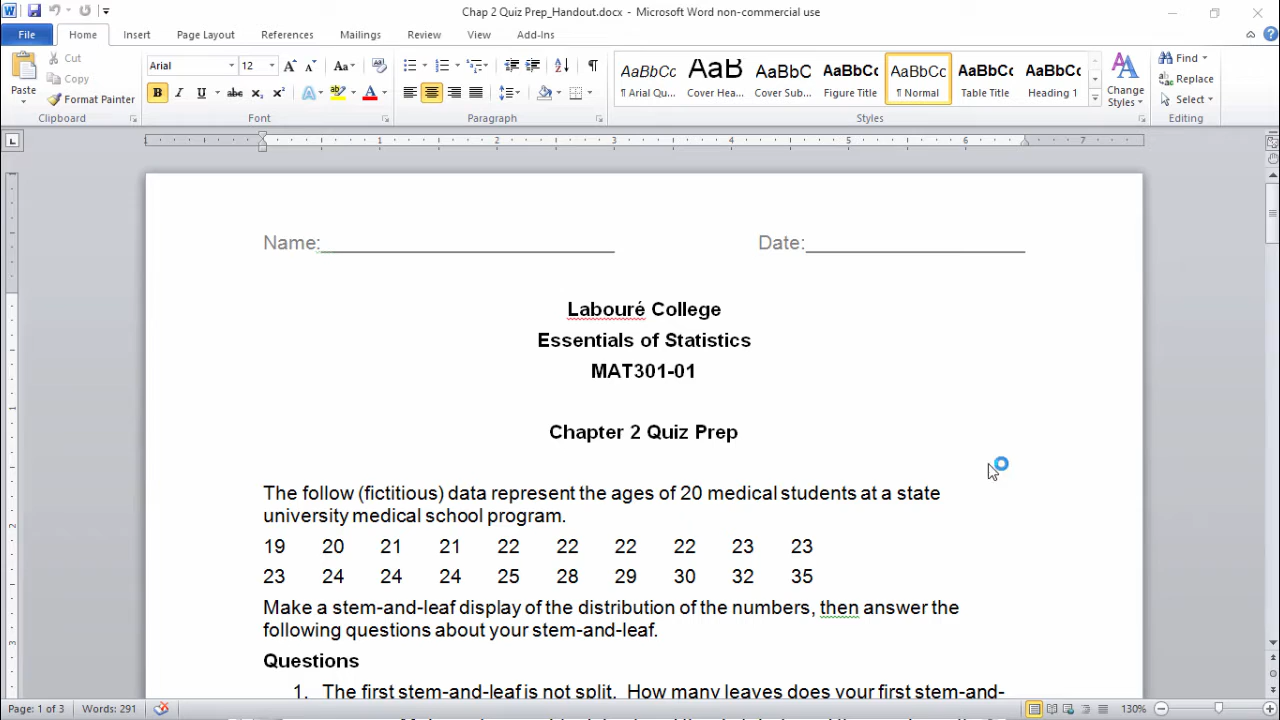 Chap 2 Quiz Prep_Handout.docx - Microsoft Word non-commercial use
File Home Insert Page Layout References Mailings Review View Add-Ins
Paste
Cut
Copy
Format Painter
Clipboard
Arial 12
Font
Paragraph
AaBbCc AaB AaBbC AaBbCc AaBbCc AaBbCc AaBbCc
¶ Arial Qu... Cover Hea... Cover Sub... Figure Title ¶ Normal Table Title Heading 1
Change Styles
Styles
Find
Replace
Select
Editing
1 1 2 3 4 5 6 7
Name: Date:
Labouré College
Essentials of Statistics
MAT301-01
Chapter 2 Quiz Prep
The follow (fictitious) data represent the ages of 20 medical students at a state
university medical school program.
19 20 21 21 22 22 22 22 23 23
23 24 24 24 25 28 29 30 32 35
Make a stem-and-leaf display of the distribution of the numbers, then answer the
following questions about your stem-and-leaf.
Questions
1. The first stem-and-leaf is not split. How many leaves does your first stem-and-
Page: 1 of 3 Words: 291 130%